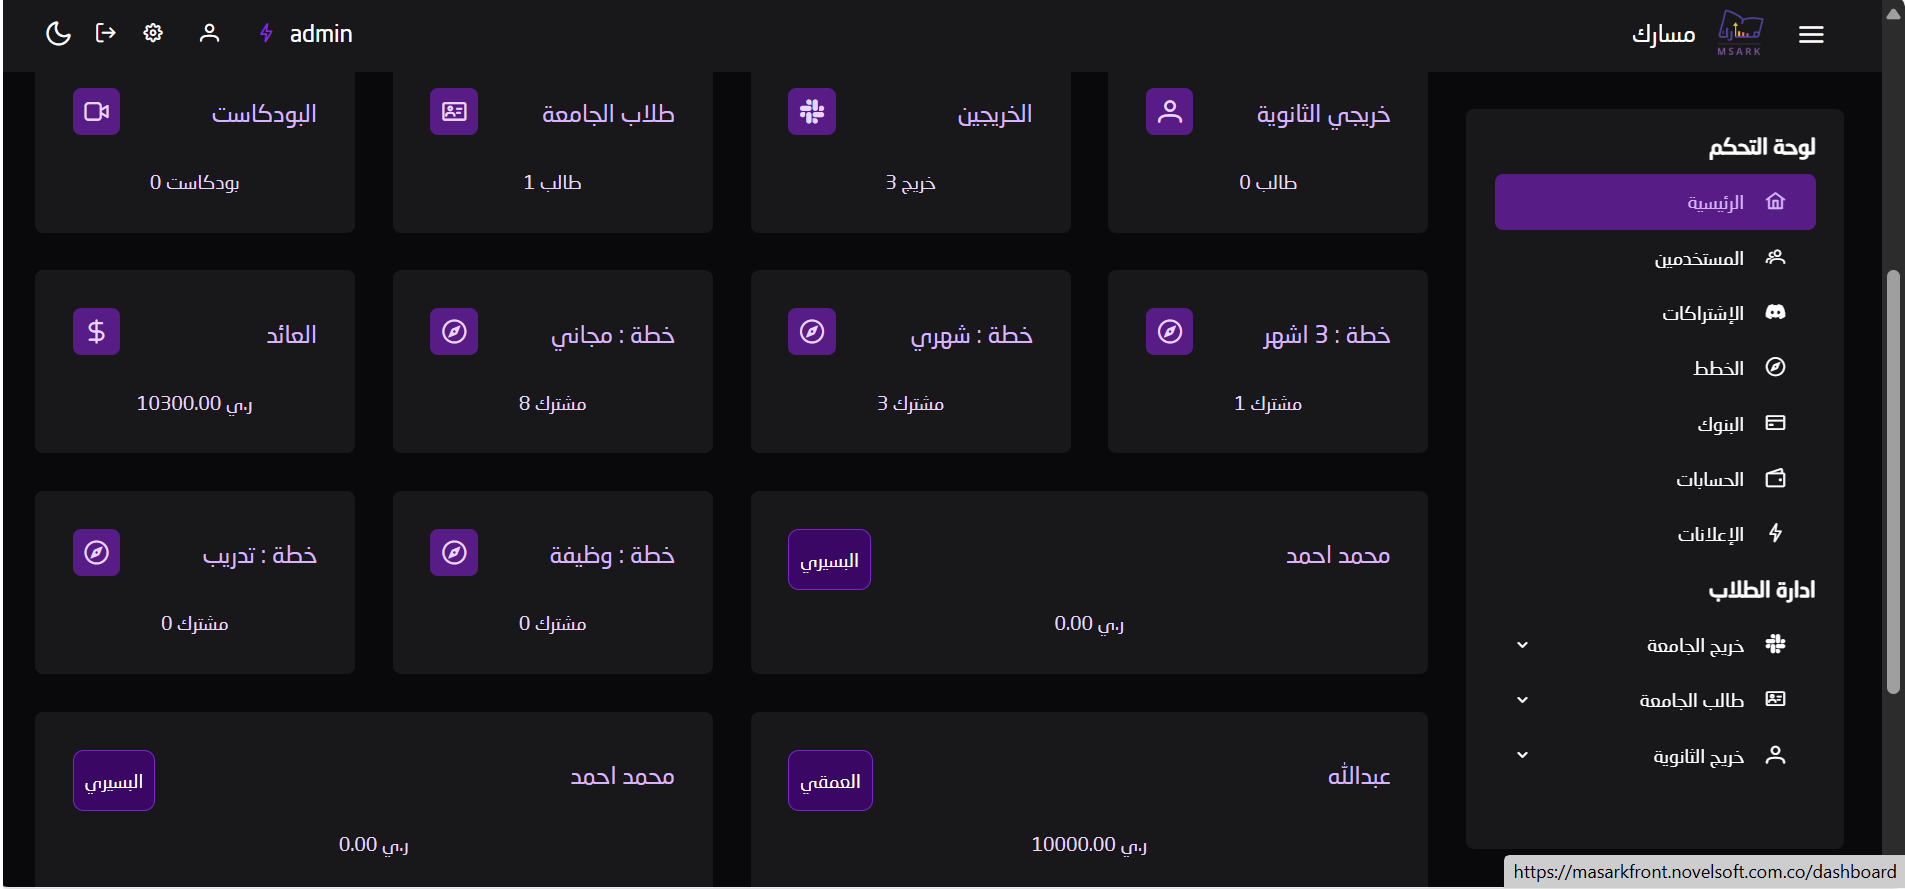 مسارك
مسارك
MSARK
admin
لوحة التحكم
الرئيسية
المستخدمين
الإشتراكات
الخطط
البنوك
الحسابات
الإعلانات
ادارة الطلاب
خريج الجامعة
طالب الجامعة
خريج الثانوية
خريجي الثانوية
طالب 0
الخريجين
خريج 3
طلاب الجامعة
طالب 1
البودكاست
بودكاست 0
خطة : 3 اشهر
مشترك 1
خطة : شهري
مشترك 3
خطة : مجاني
مشترك 8
العائد
ر.ي 10300.00
محمد احمد
البسيري
ر.ي 0.00
خطة : وظيفة
مشترك 0
خطة : تدريب
مشترك 0
عبدالله
العمقي
ر.ي 10000.00
محمد احمد
البسيري
ر.ي 0.00
https://masarkfront.novelsoft.com.co/dashboard